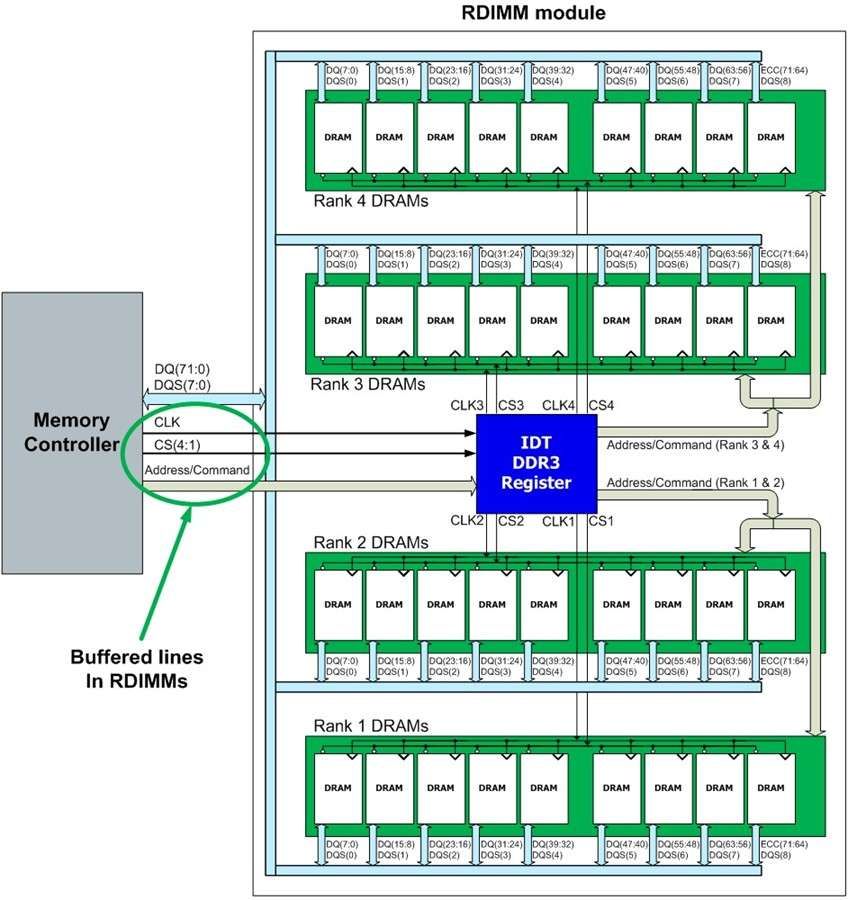 RDIMM module
DQ(7:0) DQ(15:8) DQ(23:16) DQ(31:24) DQ(39:32) DQ(47:40) DQ(55:48) DQ(63:56) ECC(71:64)
DQS(0) DQS(1) DQS(2) DQS(3) DQS(4) DQS(5) DQS(6) DQS(7) DQS(8)
DRAM DRAM DRAM DRAM DRAM DRAM DRAM DRAM DRAM
Rank 4 DRAMs
DQ(7:0) DQ(15:8) DQ(23:16) DQ(31:24) DQ(39:32) DQ(47:40) DQ(55:48) DQ(63:56) ECC(71:64)
DQS(0) DQS(1) DQS(2) DQS(3) DQS(4) DQS(5) DQS(6) DQS(7) DQS(8)
DRAM DRAM DRAM DRAM DRAM DRAM DRAM DRAM DRAM
Rank 3 DRAMs
DQ(71:0)
DQS(7:0)
Memory
Controller
CLK
CS(4:1)
Address/Command
CLK3 CS3 CLK4 CS4
IDT
DDR3
Register
Address/Command (Rank 3 & 4)
Address/Command (Rank 1 & 2)
CLK2 CS2 CLK1 CS1
Buffered lines
In RDIMMs
Rank 2 DRAMs
DRAM DRAM DRAM DRAM DRAM DRAM DRAM DRAM DRAM
DQ(7:0) DQ(15:8) DQ(23:16) DQ(31:24) DQ(39:32) DQ(47:40) DQ(55:48) DQ(63:56) ECC(71:64)
DQS(0) DQS(1) DQS(2) DQS(3) DQS(4) DQS(5) DQS(6) DQS(7) DQS(8)
Rank 1 DRAMs
DRAM DRAM DRAM DRAM DRAM DRAM DRAM DRAM DRAM
DQ(7:0) DQ(15:8) DQ(23:16) DQ(31:24) DQ(39:32) DQ(47:40) DQ(55:48) DQ(63:56) ECC(71:64)
DQS(0) DQS(1) DQS(2) DQS(3) DQS(4) DQS(5) DQS(6) DQS(7) DQS(8)